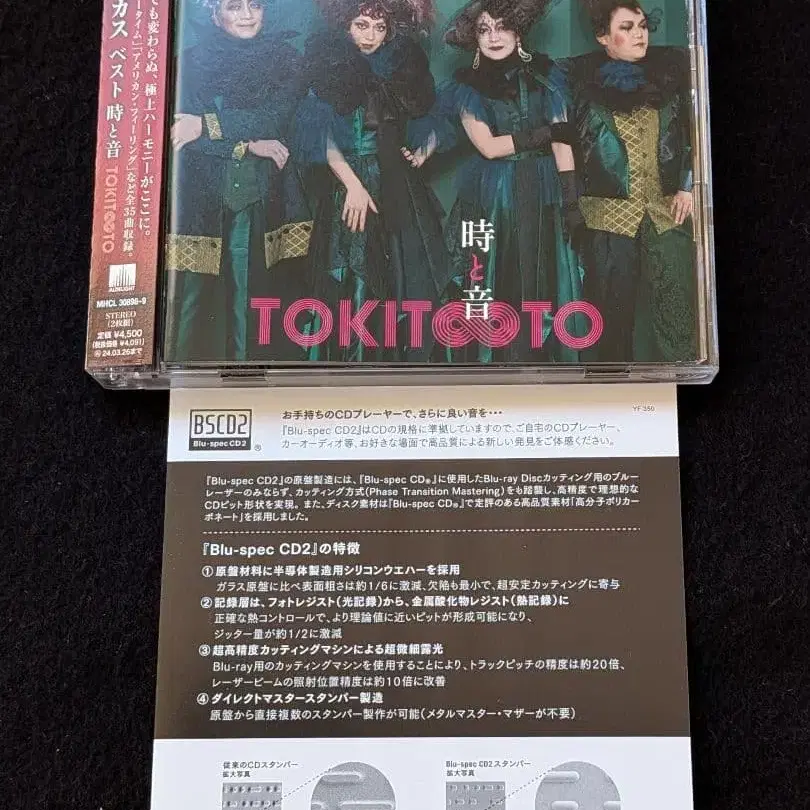 ても変わらぬ、極上ハーモニーがここに。
ータイム」「アメリカン・フィーリング」など全35曲収録。
カス ベスト 時と音 TOKITOOTO
MHCL 30898-9
STEREO
(2枚組)
定価 ¥4,500
(税抜価格 ¥4,091)
24.03.26まで
時と音
TOKITOOTO
BSCD2
Blu-spec CD2
®
お手持ちのCDプレーヤーで、さらに良い音を・・・
YF 350
『Blu-spec CD2』はCDの規格に準拠していますので、ご自宅のCDプレーヤー、
カーオーディオ等、お好きな場面で高品質による新しい発見をご体感ください。
『Blu-spec CD2』の原盤製造には、『Blu-spec CD®』に使用したBlu-ray Discカッティング用のブルー
レーザーのみならず、カッティング方式(Phase Transition Mastering)をも踏襲し、高精度で理想的な
CDピット形状を実現。また、ディスク素材は『Blu-spec CD®』で定評のある高品質素材「高分子ポリカー
ボネート」を採用しました。
『Blu-spec CD2』の特徴
①原盤材料に半導体製造用シリコンウエハーを採用
ガラス原盤に比べ表面粗さは約1/6に激減、欠陥も最小で、超安定カッティングに寄与
②記録層は、フォトレジスト(光記録)から、金属酸化物レジスト(熱記録)に
正確な熱コントロールで、より理論値に近いピットが形成可能になり、
ジッター量が約1/2に激減
③超高精度カッティングマシンによる超微細露光
Blu-ray用のカッティングマシンを使用することにより、トラックピッチの精度は約20倍、
レーザービームの照射位置精度は約10倍に改善
④ダイレクトマスタースタンパー製造
原盤から直接複数のスタンパー製作が可能(メタルマスター・マザーが不要)
従来のCDスタンパー
拡大写真
Blu-spec CD2スタンパー
拡大写真